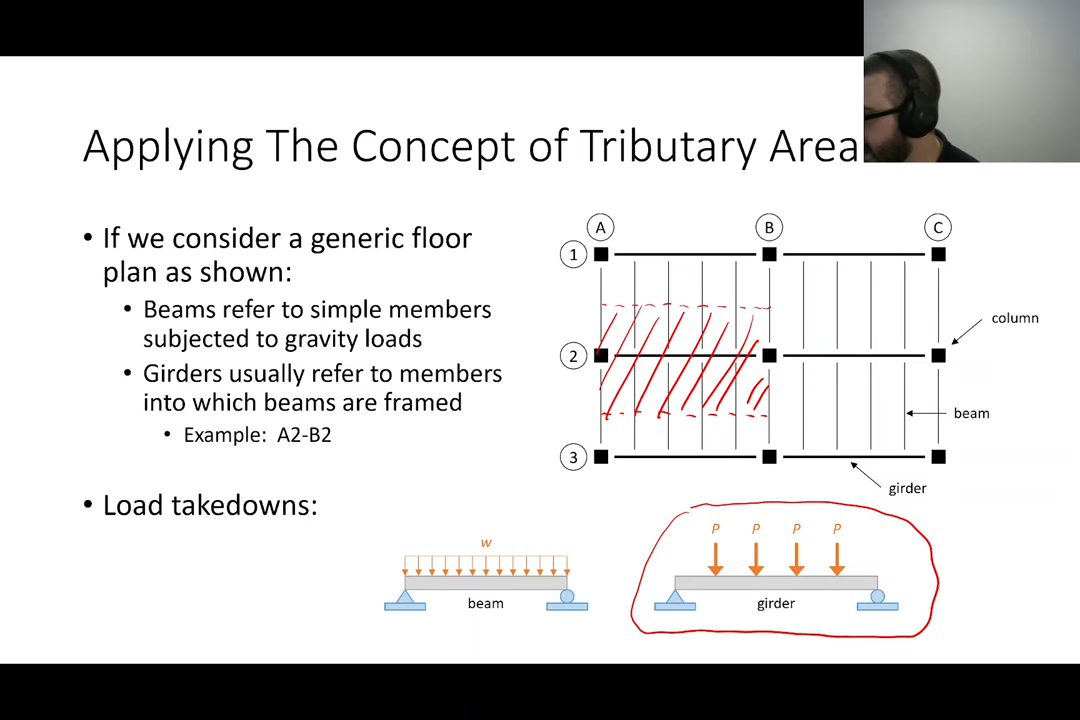 Applying The Concept of Tributary Area
• If we consider a generic floor
plan as shown:
• Beams refer to simple members
subjected to gravity loads
• Girders usually refer to members
into which beams are framed
• Example: A2-B2
• Load takedowns:
A B C
1
2
3
column
beam
girder
w
beam
P P P P
girder